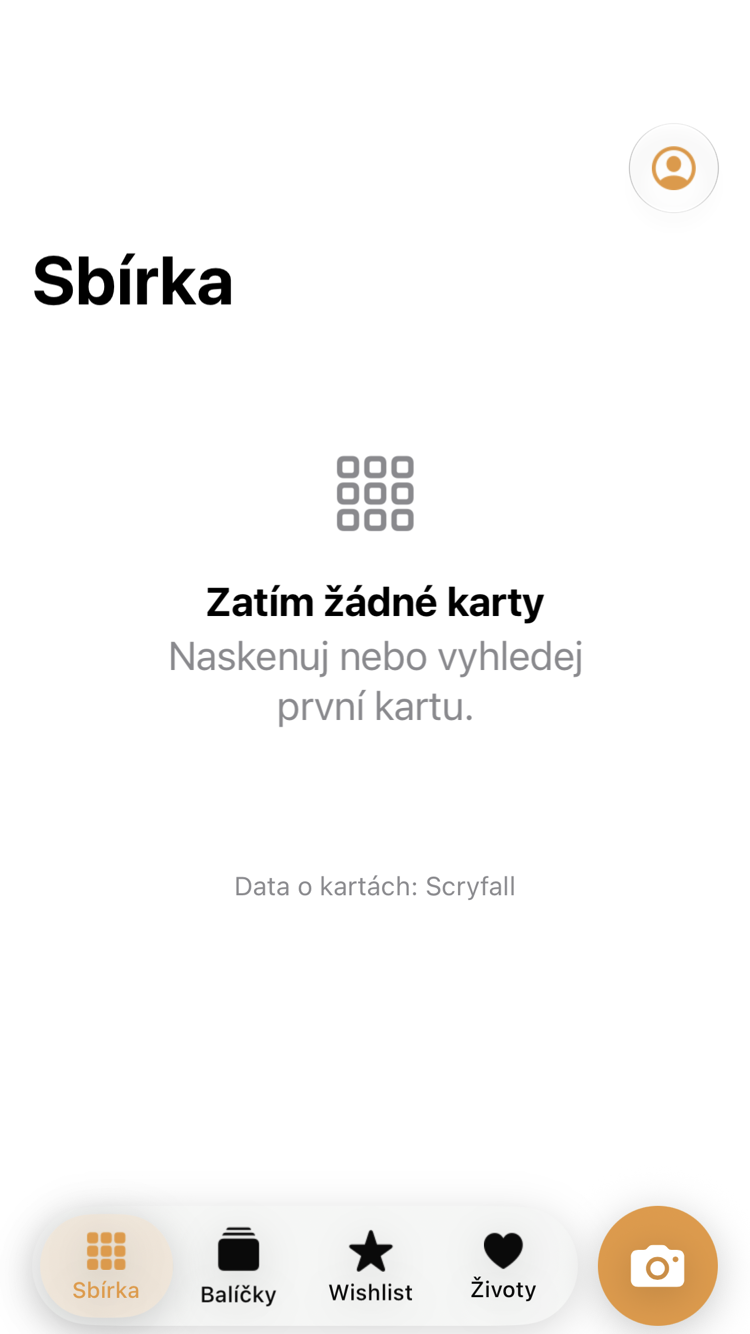 Sbírka
Zatím žádné karty
Naskenuj nebo vyhledej
první kartu.
Data o kartách: Scryfall
Sbírka
Balíčky
Wishlist
Životy